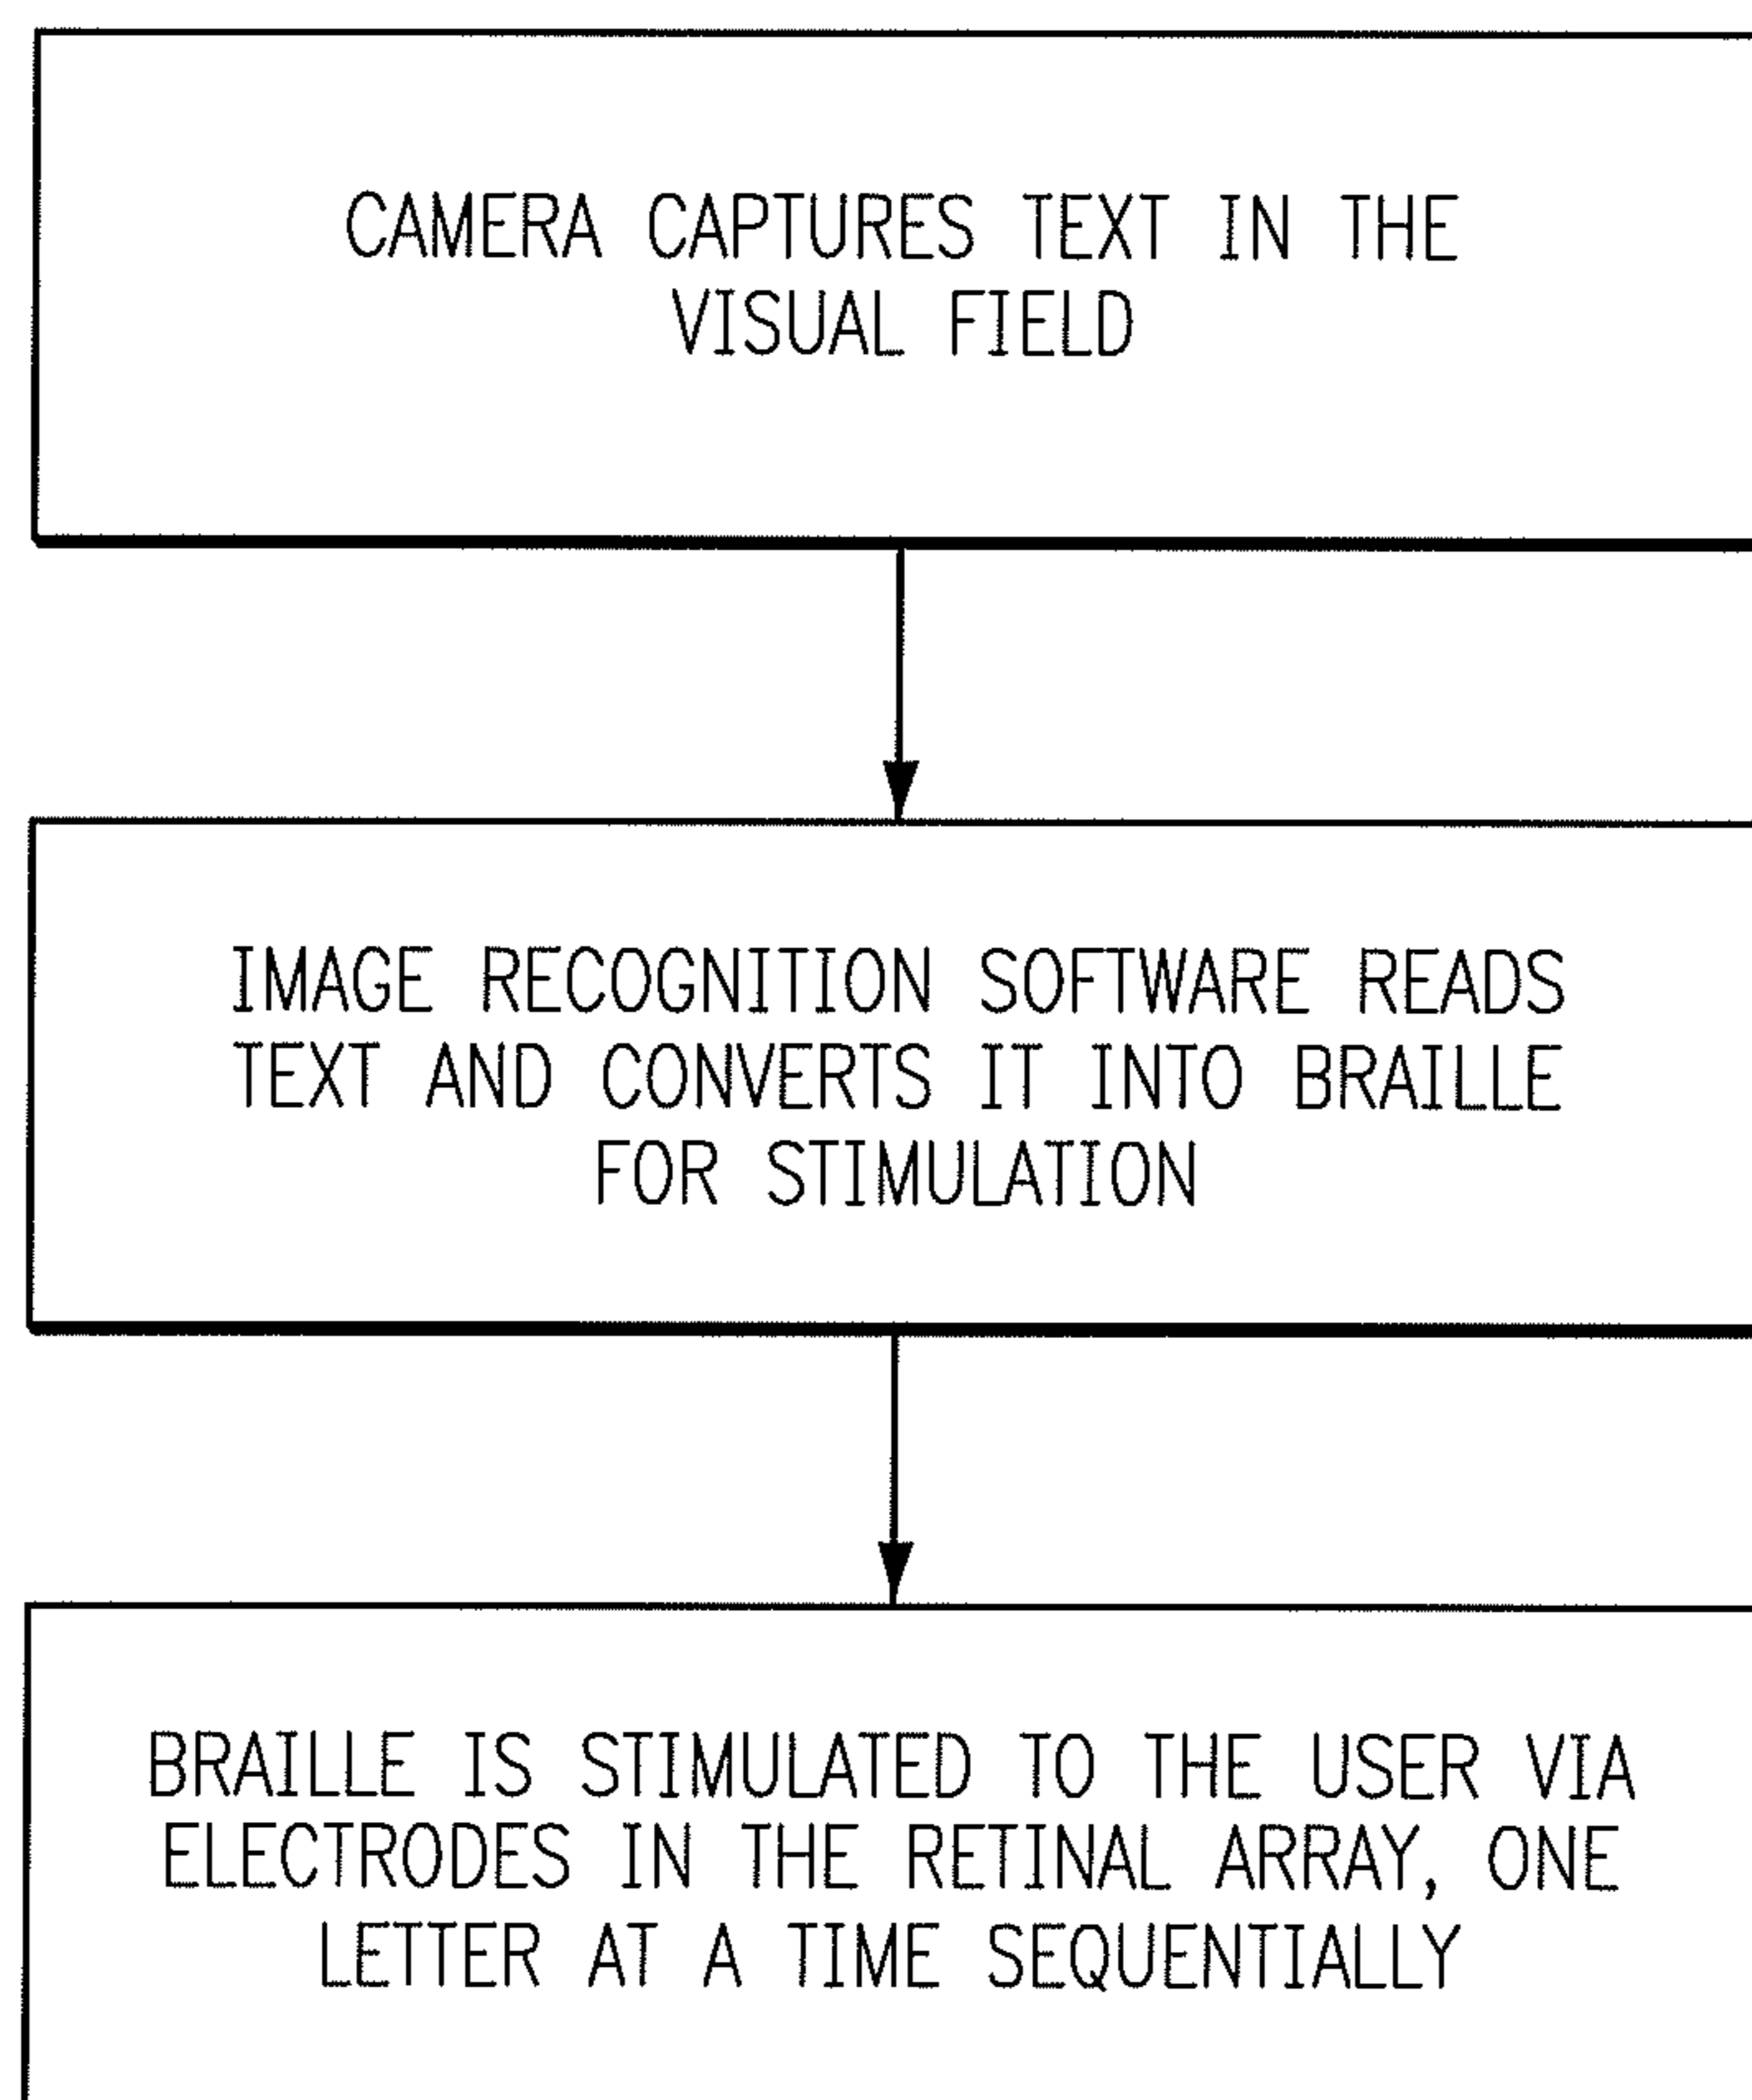 CAMERA CAPTURES TEXT IN THE
VISUAL FIELD
IMAGE RECOGNITION SOFTWARE READS
TEXT AND CONVERTS IT INTO BRAILLE
FOR STIMULATION
BRAILLE IS STIMULATED TO THE USER VIA
ELECTRODES IN THE RETINAL ARRAY, ONE
LETTER AT A TIME SEQUENTIALLY